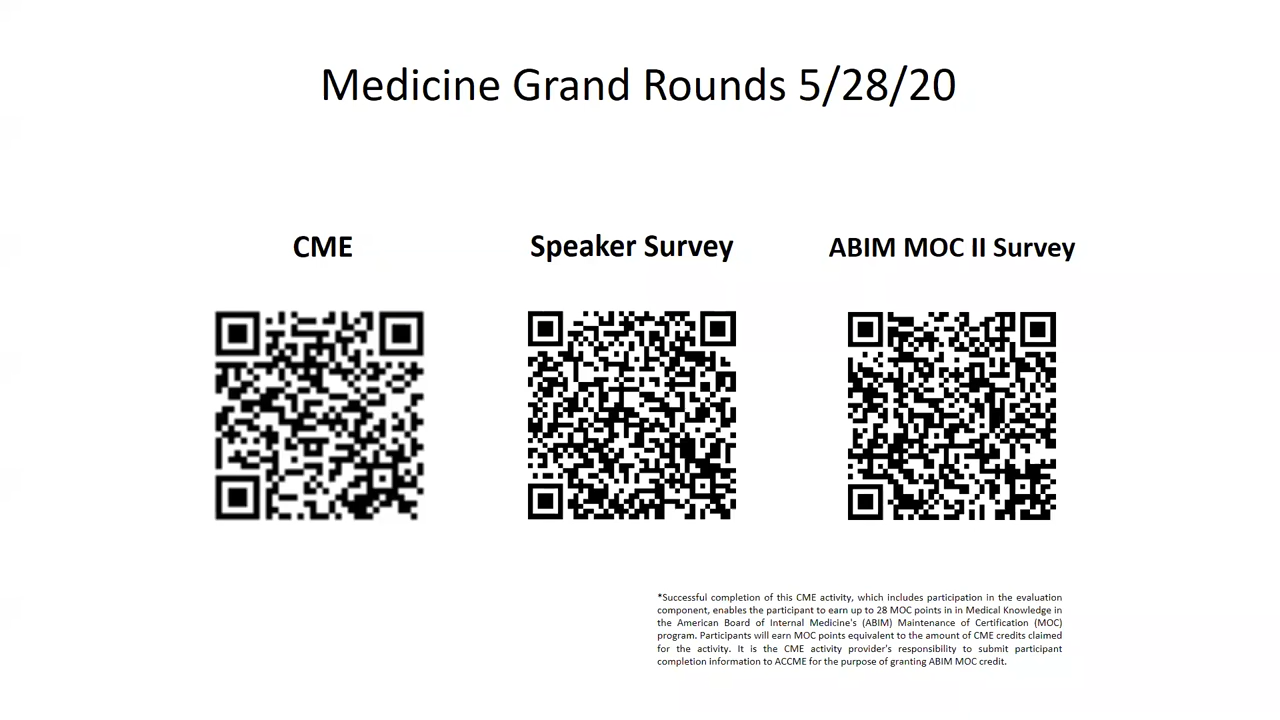 Medicine Grand Rounds 5/28/20
CME
Speaker Survey
ABIM MOC II Survey
*Successful completion of this CME activity, which includes participation in the evaluation
component, enables the participant to earn up to 28 MOC points in in Medical Knowledge in
the American Board of Internal Medicine's (ABIM) Maintenance of Certification (MOC)
program. Participants will earn MOC points equivalent to the amount of CME credits claimed
for the activity. It is the CME activity provider's responsibility to submit participant
completion information to ACCME for the purpose of granting ABIM MOC credit.